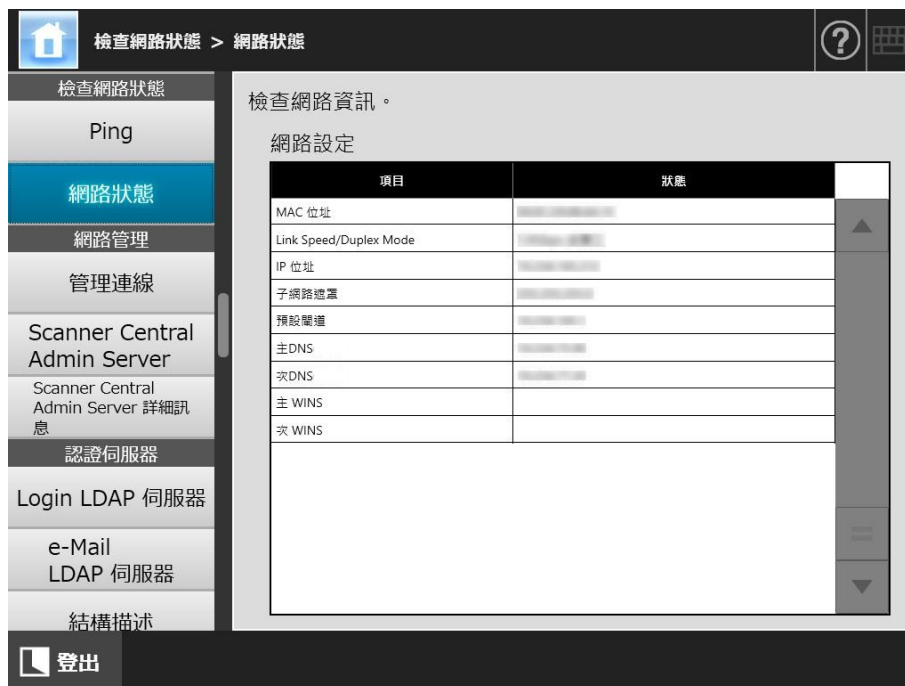 檢查網路狀態 > 網路狀態
檢查網路狀態
Ping
網路狀態
網路管理
管理連線
Scanner Central
Admin Server
Scanner Central
Admin Server 詳細訊
息
認證伺服器
Login LDAP 伺服器
e-Mail
LDAP 伺服器
結構描述
檢查網路資訊。
網路設定
項目 狀態
MAC 位址
Link Speed/Duplex Mode
IP 位址
子網路遮罩
預設閘道
主DNS
次DNS
主 WINS
次 WINS
登出